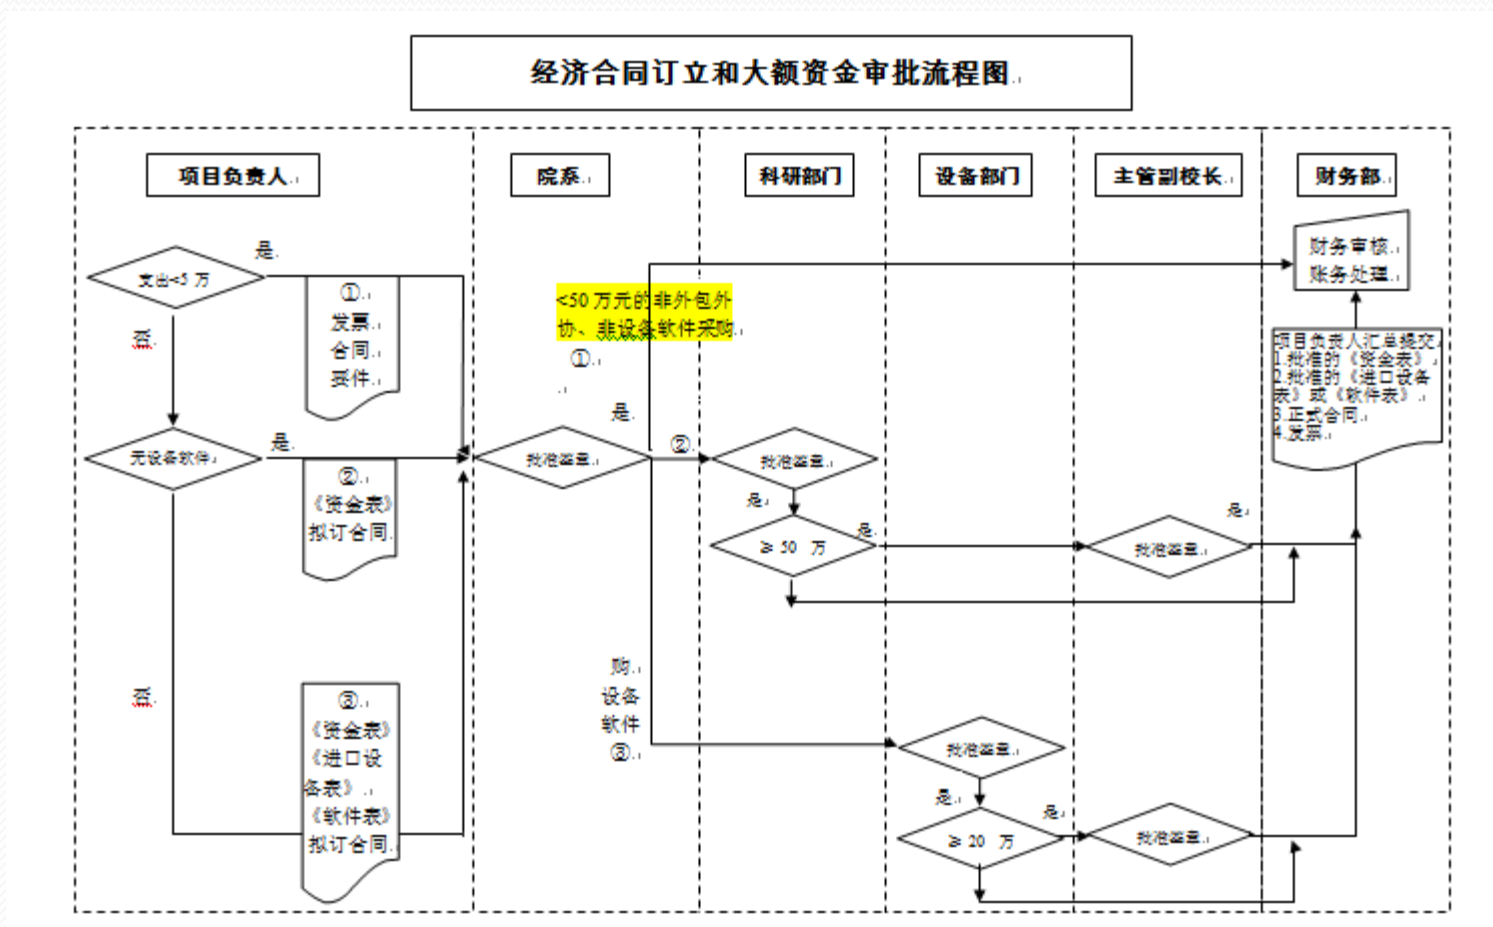 经济合同订立和大额资金审批流程图
项目负责人
院系
科研部门
设备部门
主管副校长
财务部
支出<5 万
是
否
①
发票
合同
要件
无设备软件
是
②
《资金表》
拟订合同
否
③
《资金表》
《进口设
备表》
《软件表》
拟订合同
<50 万元的非外包外
协、非设备软件采购
①
是
批准签章
②
购
设备
软件
③
批准签章
是
≥ 50 万
是
批准签章
是
≥ 20 万
是
批准签章
是
批准签章
财务审核
账务处理
项目负责人汇总提交
1.批准的《资金表》
2.批准的《进口设备
表》或《软件表》
3.正式合同
4.发票